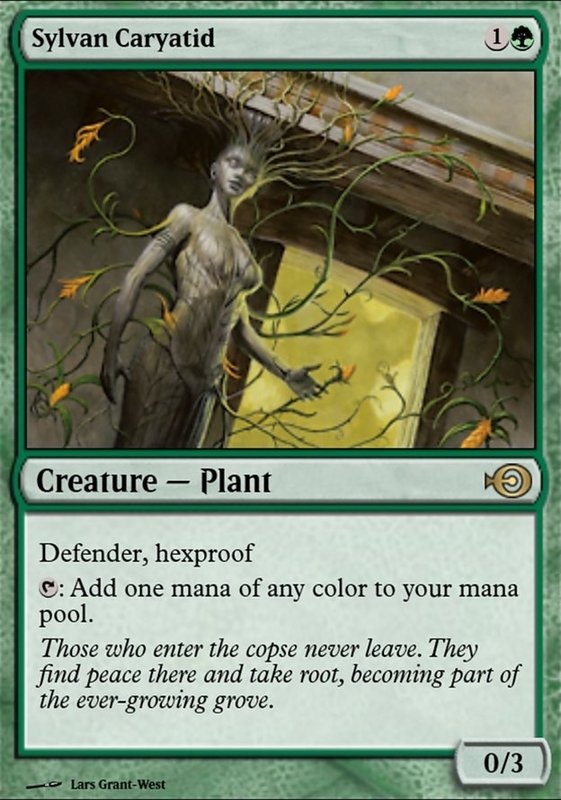 Sylvan Caryatid 1
Creature — Plant
Defender, hexproof
: Add one mana of any color to your mana
pool.
Those who enter the copse never leave. They
find peace there and take root, becoming part of
the ever-growing grove.
0/3
Lars Grant-West